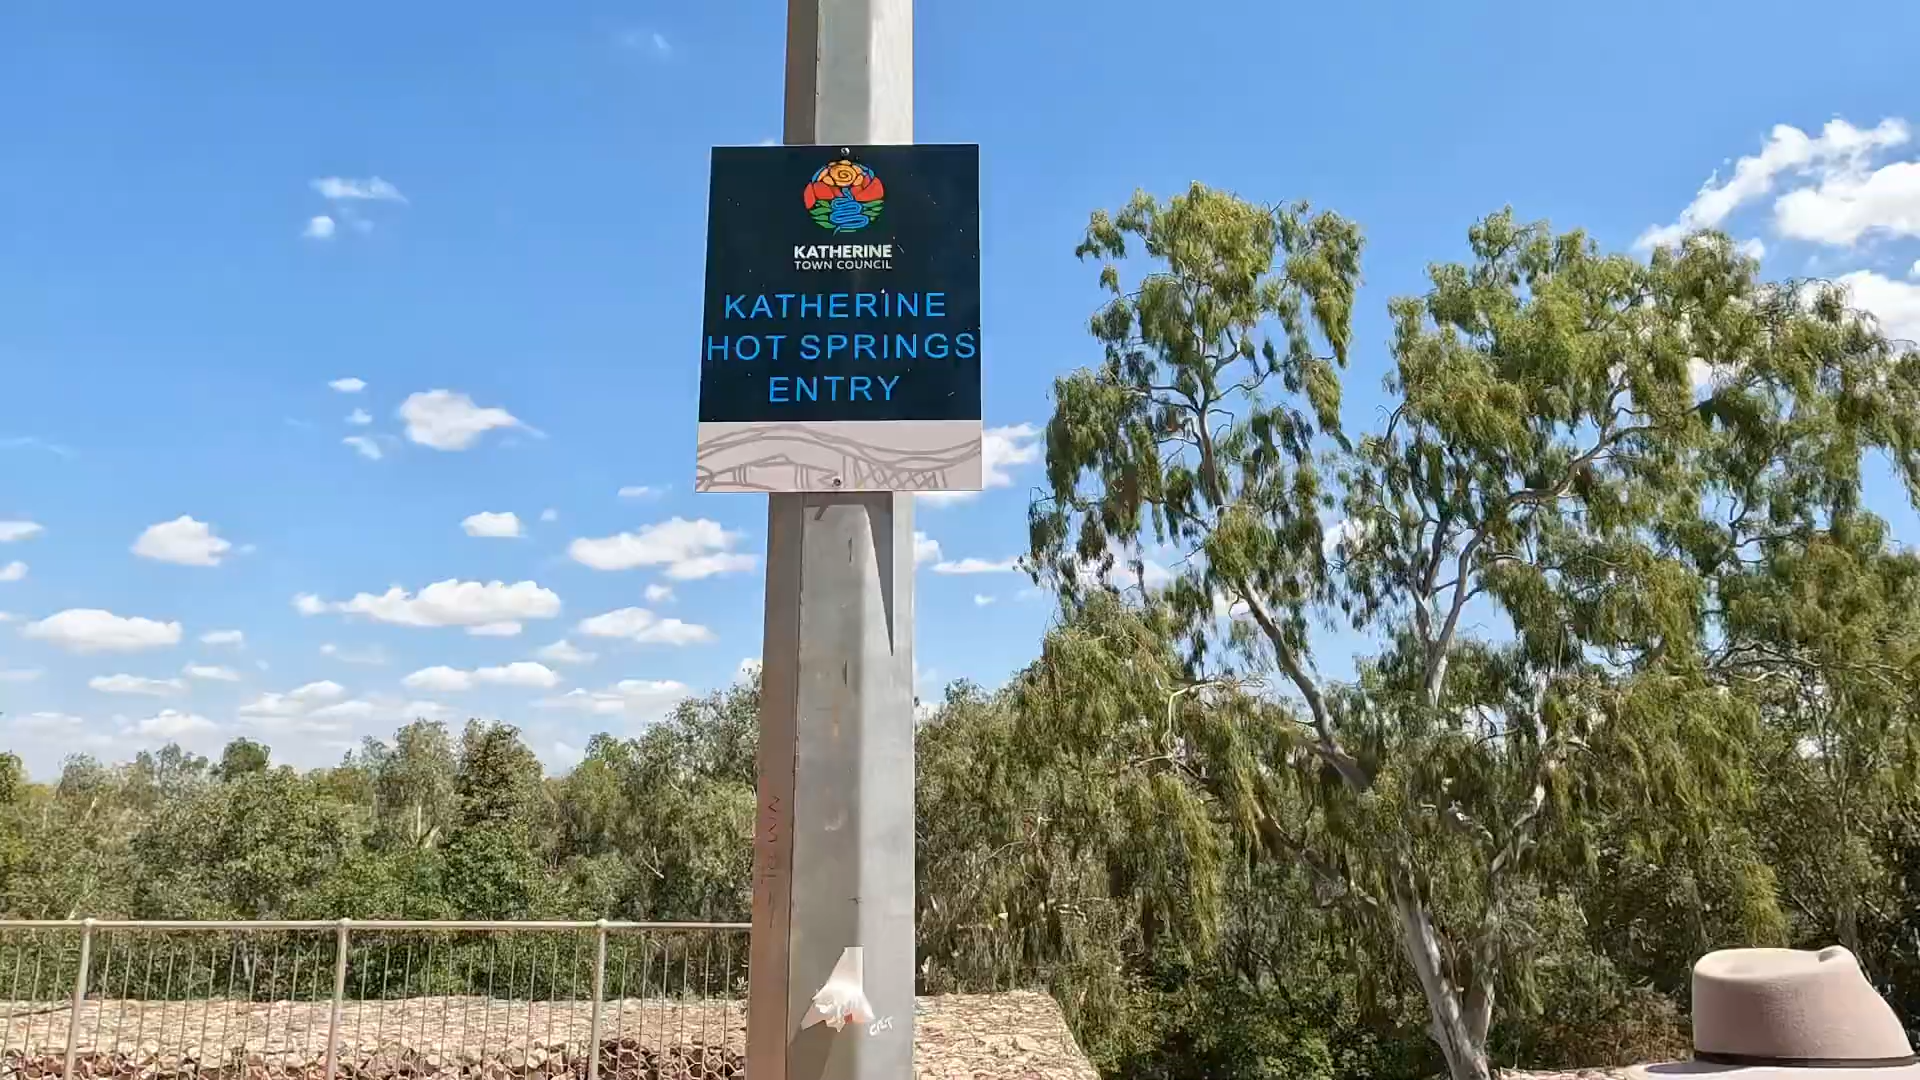 KATHERINE
TOWN COUNCIL
KATHERINE
HOT SPRINGS
ENTRY